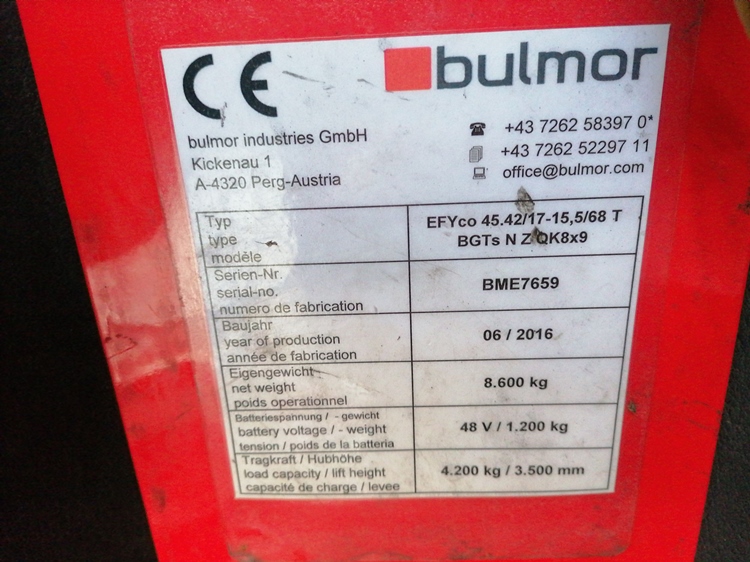 CE
bulmor
bulmor industries GmbH
Kickenau 1
A-4320 Perg-Austria
+43 7262 58397 0*
+43 7262 52297 11
office@bulmor.com
Typ
type
modèle
EFYco 45.42/17-15,5/68 T
BGTs N Z QK8x9
Serien-Nr.
serial-no.
numero de fabrication
BME7659
Baujahr
year of production
année de fabrication
06 / 2016
Eigengewicht
net weight
poids operationnel
8.600 kg
Batteriespannung / - gewicht
battery voltage / - weight
tension / poids de la batteria
48 V / 1.200 kg
Tragkraft / Hubhöhe
load capacity / lift height
capacité de charge / levee
4.200 kg / 3.500 mm